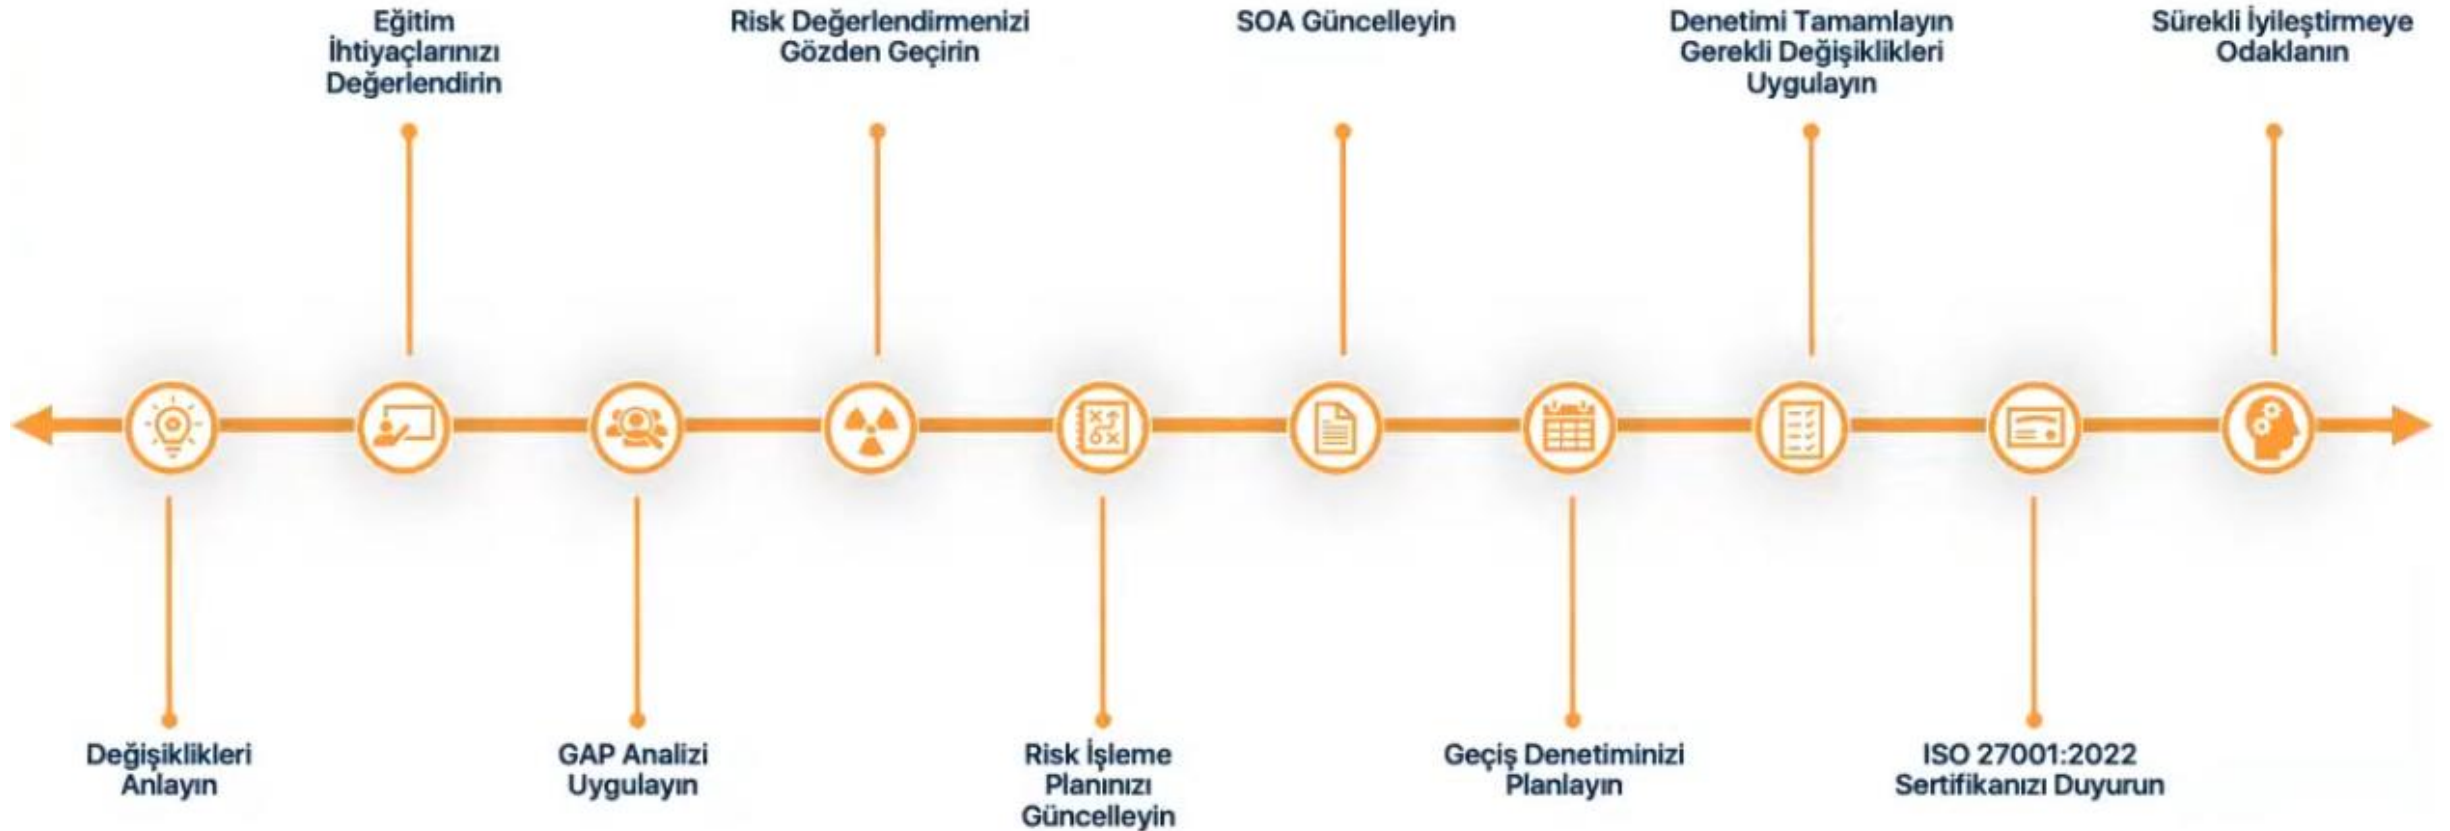 Eğitim
İhtiyaçlarınızı
Değerlendirin
Risk Değerlendirmenizi
Gözden Geçirin
SOA Güncelleyin
Denetimi Tamamlayın
Gerekli Değişiklikleri
Uygulayın
Sürekli İyileştirmeye
Odaklanın
Değişiklikleri
Anlayın
GAP Analizi
Uygulayın
Risk İşleme
Planınızı
Güncelleyin
Geçiş Denetiminizi
Planlayın
ISO 27001:2022
Sertifikanızı Duyurun